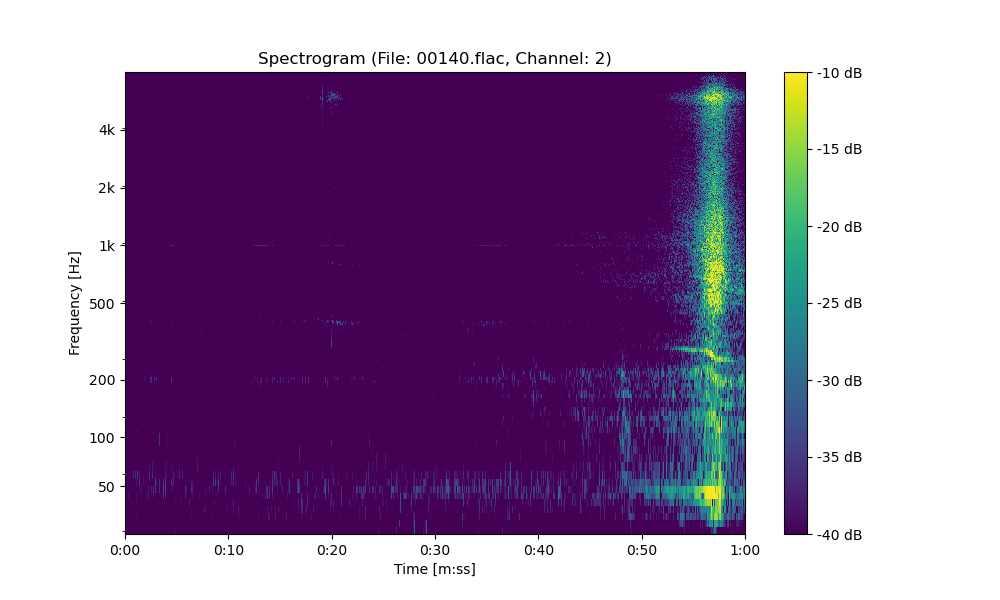 Spectrogram (File: 00140.flac, Channel: 2)
Frequency [Hz]
4k
2k
1k
500
200
100
50
0:00
0:10
0:20
0:30
0:40
0:50
1:00
Time [m:ss]
-10 dB
-15 dB
-20 dB
-25 dB
-30 dB
-35 dB
-40 dB